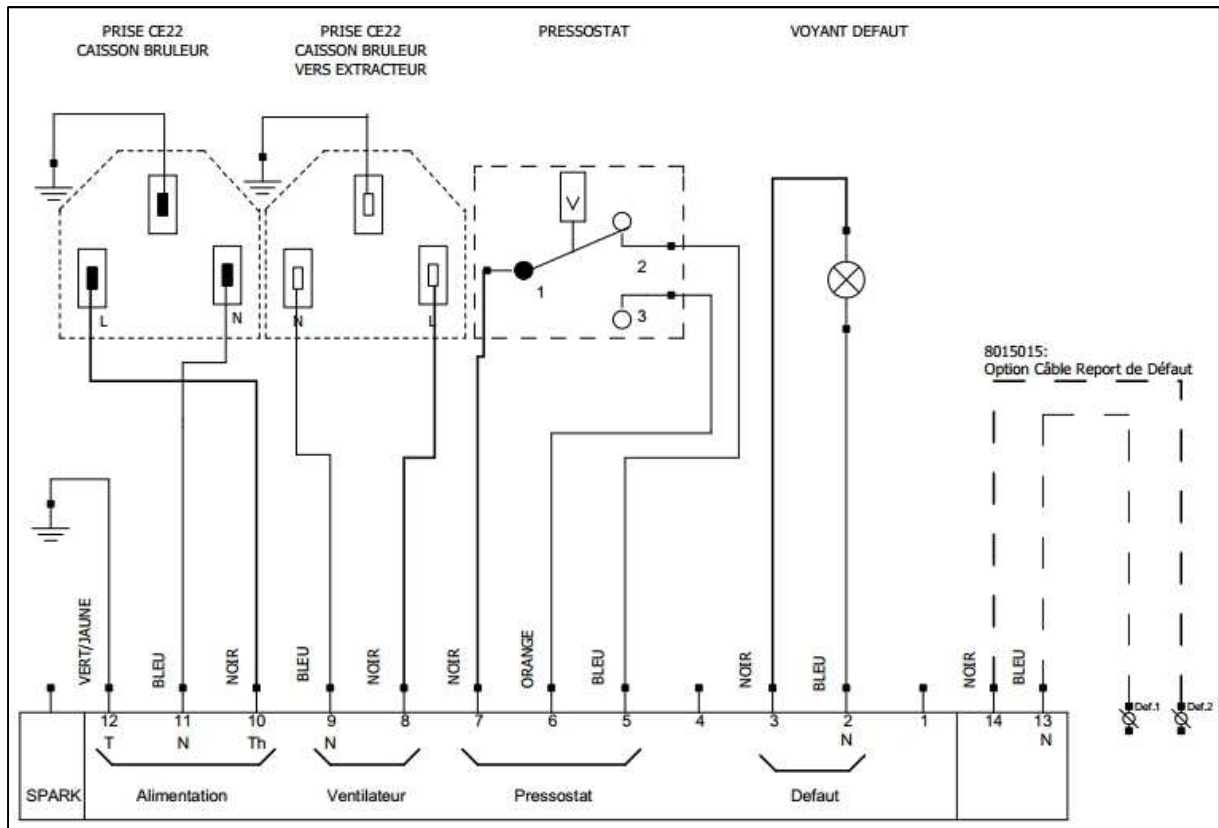 PRISE CE22
CAISSON BRULEUR
PRISE CE22
CAISSON BRULEUR
VERS EXTRACTEUR
PRESSOSTAT
VOYANT DEFAUT
L
N
N
L
V
1
2
3
8015015:
Option Câble Report de Défaut
VERT/JAUNE
BLEU
NOIR
BLEU
NOIR
NOIR
ORANGE
BLEU
NOIR
BLEU
NOIR
BLEU
Def.1
Def.2
12 11 10 9 8 7 6 5 4 3 2 1 14 13
T N Th N N N
SPARK Alimentation Ventilateur Pressostat Defaut